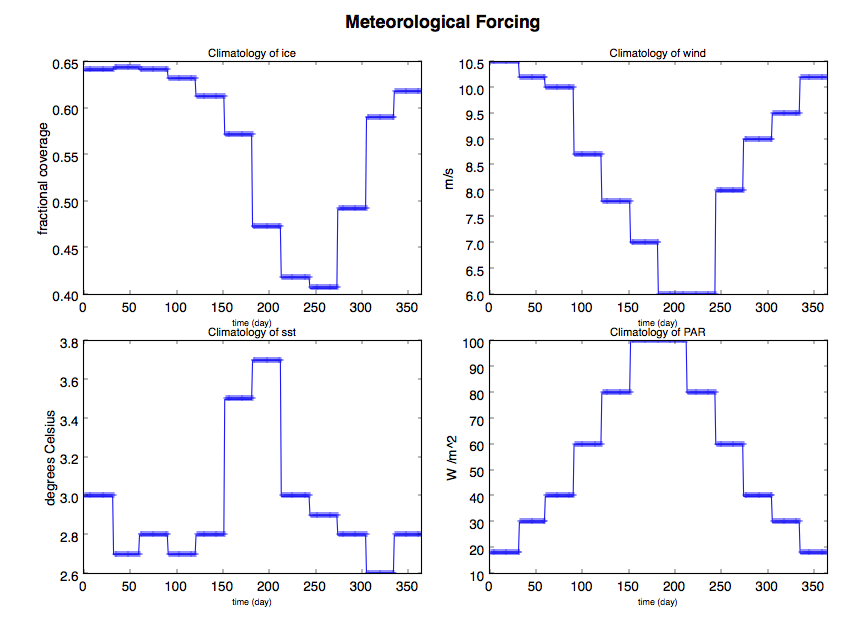 Meteorological Forcing
Climatology of ice
fractional coverage
0.65
0.60
0.55
0.50
0.45
0.40
0 50 100 150 200 250 300 350
time (day)
Climatology of wind
m/s
10.5
10.0
9.5
9.0
8.5
8.0
7.5
7.0
6.5
6.0
0 50 100 150 200 250 300 350
time (day)
Climatology of sst
degrees Celsius
3.8
3.6
3.4
3.2
3.0
2.8
2.6
0 50 100 150 200 250 300 350
time (day)
Climatology of PAR
W /m^2
100
90
80
70
60
50
40
30
20
10
0 50 100 150 200 250 300 350
time (day)